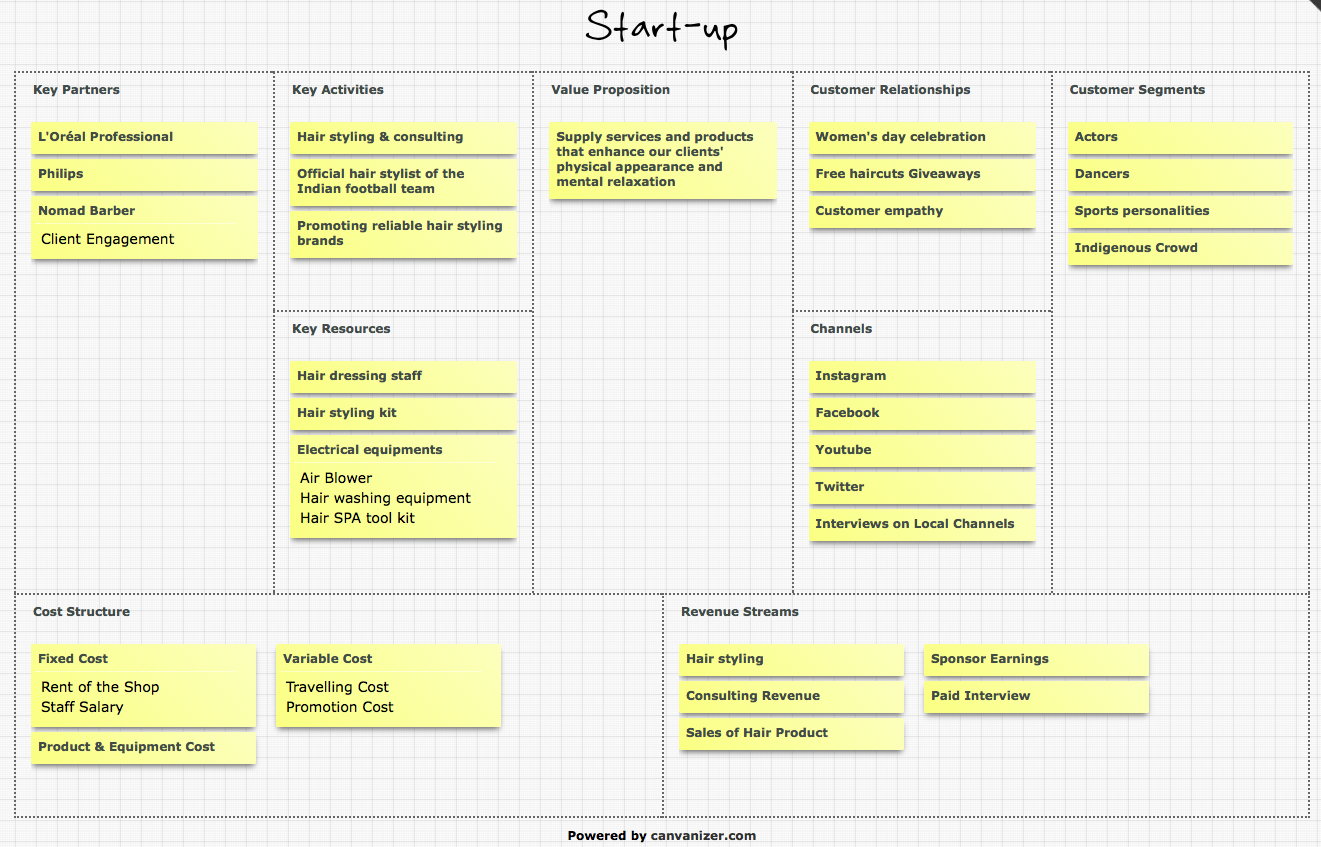 Start-up
Key Partners
L'Oréal Professional
Philips
Nomad Barber
Client Engagement
Key Activities
Hair styling & consulting
Official hair stylist of the
Indian football team
Promoting reliable hair styling
brands
Key Resources
Hair dressing staff
Hair styling kit
Electrical equipments
Air Blower
Hair washing equipment
Hair SPA tool kit
Value Proposition
Supply services and products
that enhance our clients'
physical appearance and
mental relaxation
Customer Relationships
Women's day celebration
Free haircuts Giveaways
Customer empathy
Channels
Instagram
Facebook
Youtube
Twitter
Interviews on Local Channels
Customer Segments
Actors
Dancers
Sports personalities
Indigenous Crowd
Cost Structure
Fixed Cost
Rent of the Shop
Staff Salary
Product & Equipment Cost
Variable Cost
Travelling Cost
Promotion Cost
Revenue Streams
Hair styling
Consulting Revenue
Sales of Hair Product
Sponsor Earnings
Paid Interview
Powered by canvanizer.com